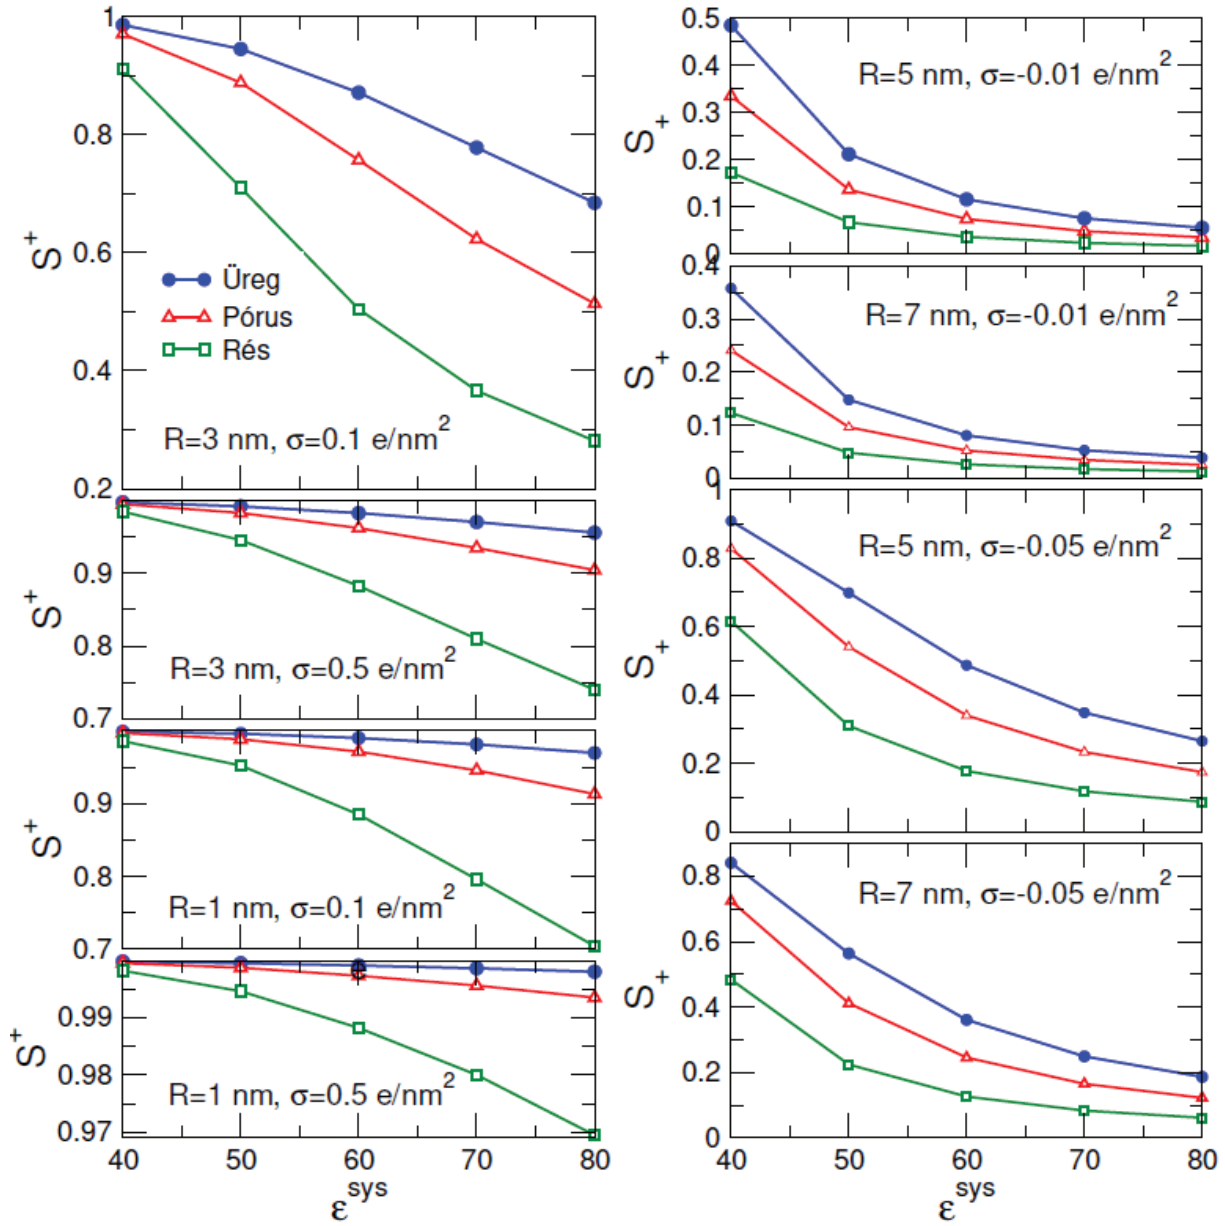 1
0.8
0.6
0.4
0.2
S⁺
Üreg
Pórus
Rés
R=3 nm, σ=0.1 e/nm²
0.9
0.8
0.7
S⁺
R=3 nm, σ=0.5 e/nm²
0.9
0.8
0.7
S⁺
R=1 nm, σ=0.1 e/nm²
0.99
0.98
0.97
S⁺
R=1 nm, σ=0.5 e/nm²
40 50 60 70 80
εˢʸˢ
0.5
0.4
0.3
0.2
0.1
0
S₊
R=5 nm, σ=-0.01 e/nm²
0.4
0.3
0.2
0.1
0
S₊
R=7 nm, σ=-0.01 e/nm²
1
0.8
0.6
0.4
0.2
0
S₊
R=5 nm, σ=-0.05 e/nm²
0.8
0.6
0.4
0.2
0
S₊
R=7 nm, σ=-0.05 e/nm²
40 50 60 70 80
εˢʸˢ